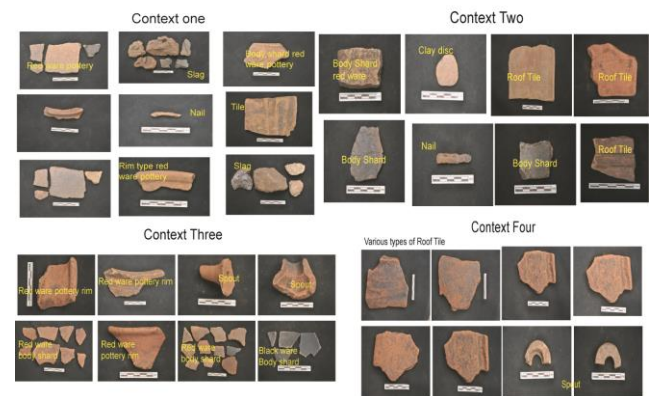 Context one
Red ware pottery
Slag
Body shard red
ware pottery
Nail
Tile
Rim type red
ware pottery
Slag
Context Two
Body Shard
red ware
Clay disc
Roof Tile
Roof Tile
Body Shard
Nail
Body Shard
Roof Tile
Context Three
Red ware pottery rim
Red ware pottery rim
Spout
Spout
Red ware
body shard
Red ware
pottery rim
Red ware
body shard
Black ware
Body shard
Context Four
Various types of Roof Tile
Spout